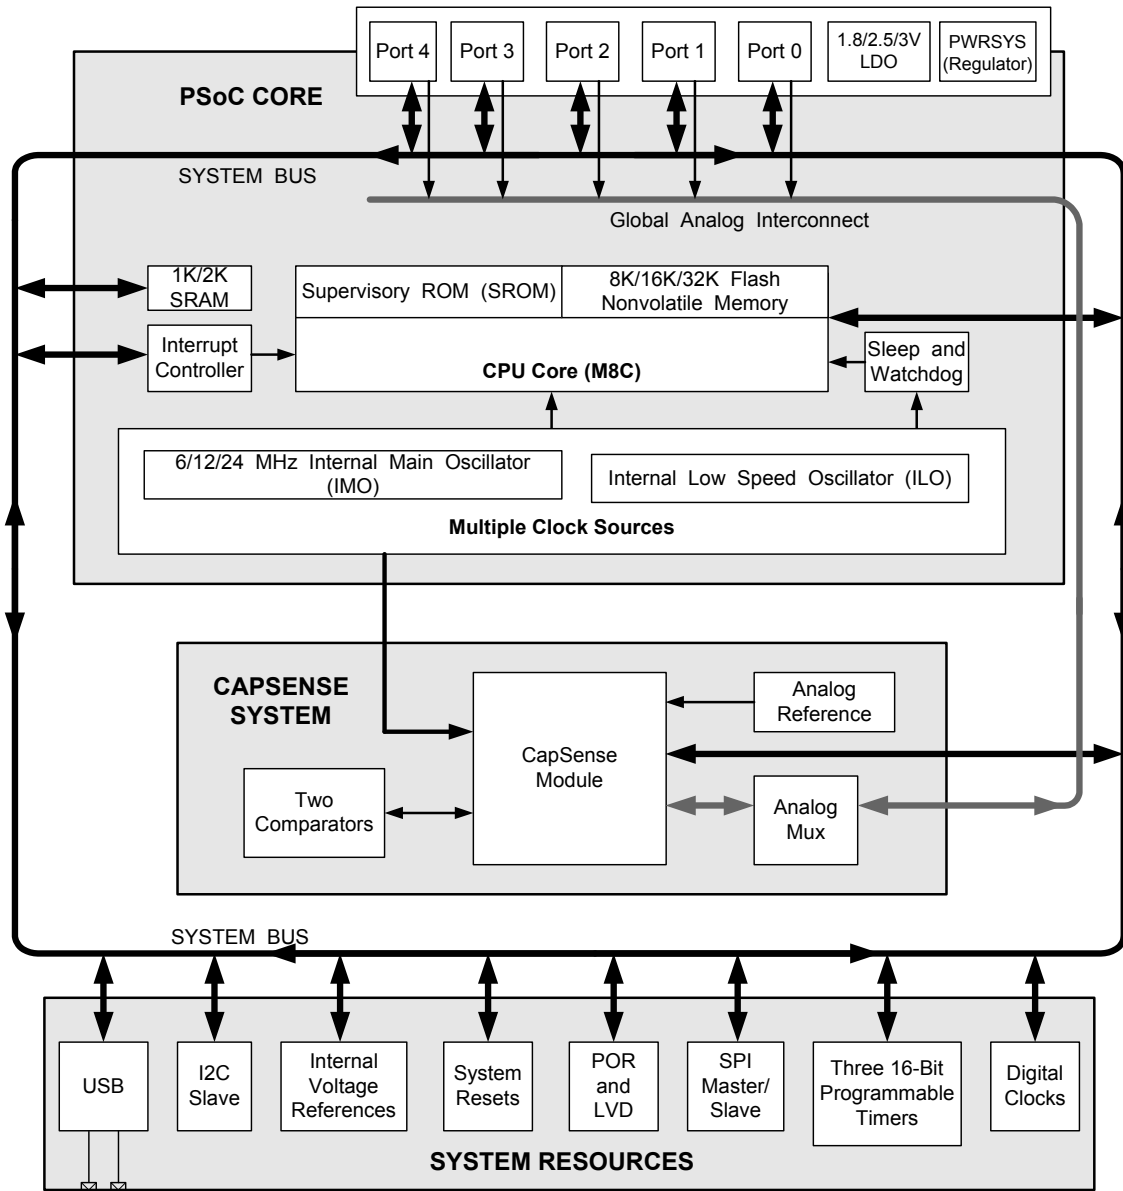 Port 4
Port 3
Port 2
Port 1
Port 0
1.8/2.5/3V
LDO
PWRSYS
(Regulator)
PSoC CORE
SYSTEM BUS
Global Analog Interconnect
1K/2K
SRAM
Supervisory ROM (SROM)
8K/16K/32K Flash
Nonvolatile Memory
Interrupt
Controller
CPU Core (M8C)
Sleep and
Watchdog
6/12/24 MHz Internal Main Oscillator
(IMO)
Internal Low Speed Oscillator (ILO)
Multiple Clock Sources
CAPSENSE
SYSTEM
CapSense
Module
Analog
Reference
Two
Comparators
Analog
Mux
SYSTEM BUS
USB
I2C
Slave
Internal
Voltage
References
System
Resets
POR
and
LVD
SPI
Master/
Slave
Three 16-Bit
Programmable
Timers
Digital
Clocks
SYSTEM RESOURCES